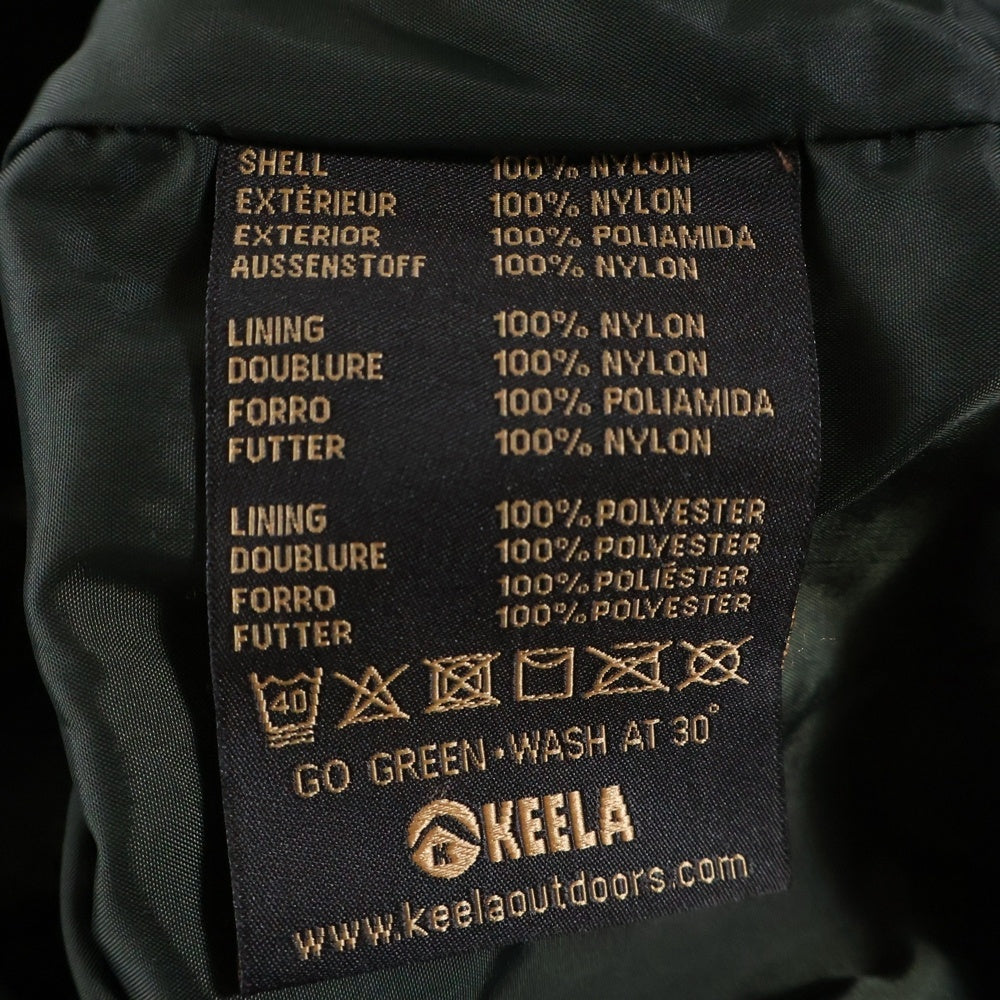 SHELL 100% NYLON
EXTÉRIEUR 100% NYLON
EXTERIOR 100% POLIAMIDA
AUSSENSTOFF 100% NYLON
LINING 100% NYLON
DOUBLURE 100% NYLON
FORRO 100% POLIAMIDA
FUTTER 100% NYLON
LINING 100% POLYESTER
DOUBLURE 100% POLYESTER
FORRO 100% POLIÉSTER
FUTTER 100% POLYESTER
40
GO GREEN·WASH AT 30°
K KEELA
www.keelaoutdoors.com